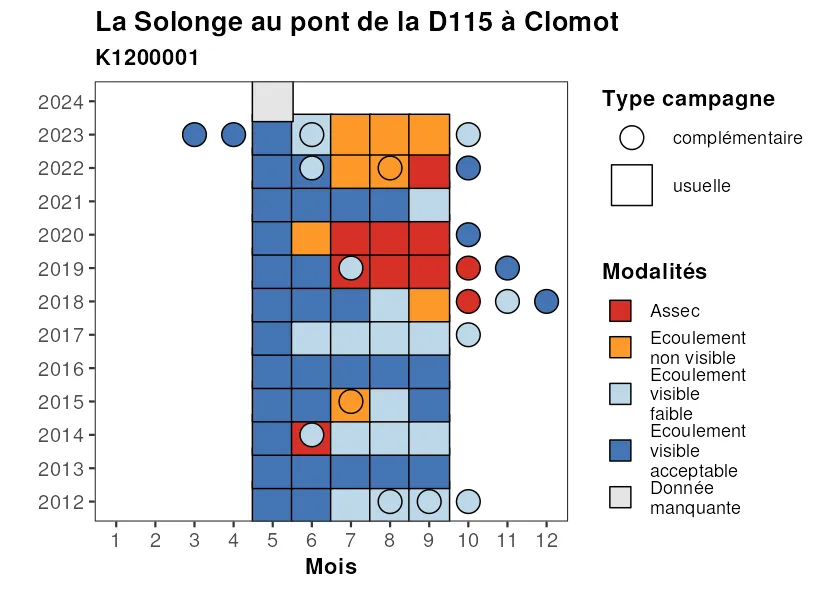 La Solonge au pont de la D115 à Clomot
K1200001
2024
2023
2022
2021
2020
2019
2018
2017
2016
2015
2014
2013
2012
1 2 3 4 5 6 7 8 9 10 11 12
Mois
Type campagne
complémentaire
usuelle
Modalités
Assec
Ecoulement
non visible
Ecoulement
visible
faible
Ecoulement
visible
acceptable
Donnée
manquante